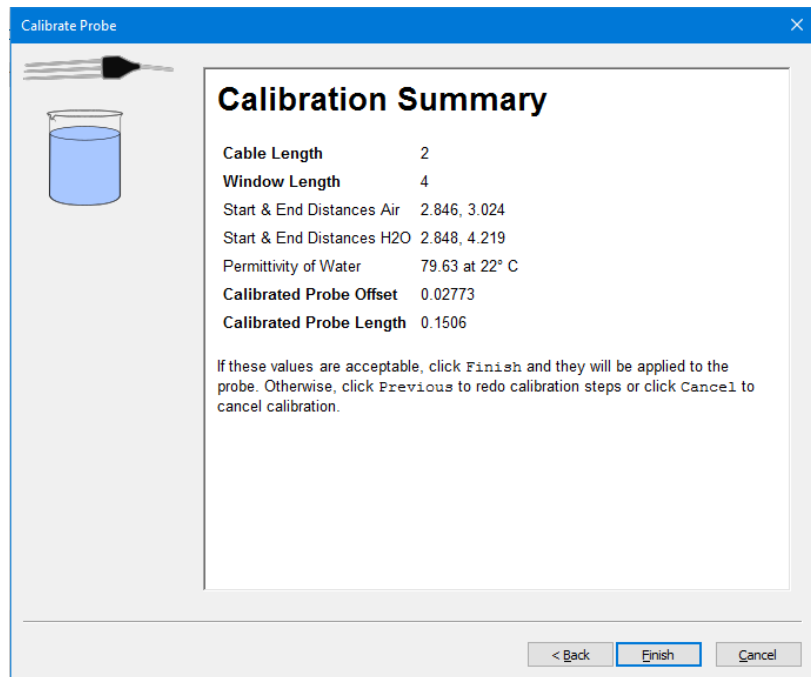 Calibrate Probe
Calibration Summary
Cable Length 2
Window Length 4
Start & End Distances Air 2.846, 3.024
Start & End Distances H2O 2.848, 4.219
Permittivity of Water 79.63 at 22° C
Calibrated Probe Offset 0.02773
Calibrated Probe Length 0.1506
If these values are acceptable, click Finish and they will be applied to the
probe. Otherwise, click Previous to redo calibration steps or click Cancel to
cancel calibration.
< Back Finish Cancel